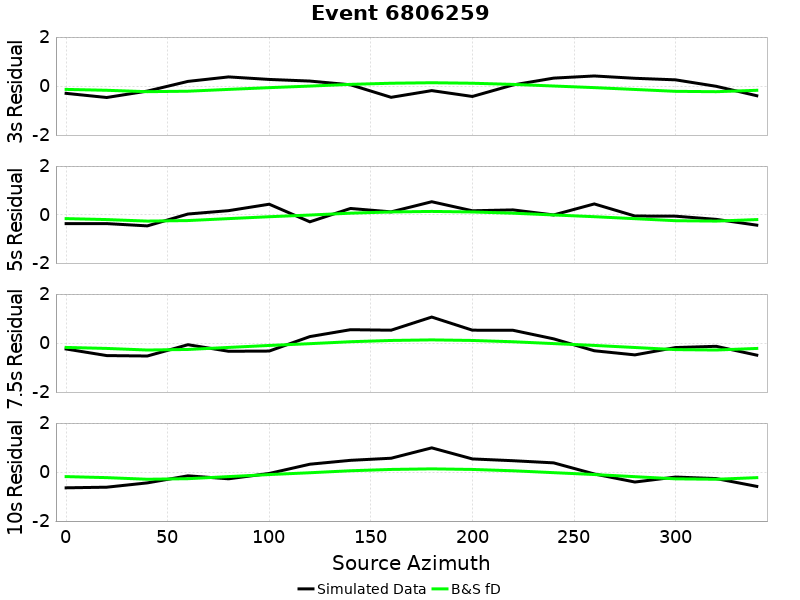 Event 6806259
3s Residual
2
0
-2
5s Residual
2
0
-2
7.5s Residual
2
0
-2
10s Residual
2
0
-2
0 50 100 150 200 250 300
Source Azimuth
Simulated Data B&S fD